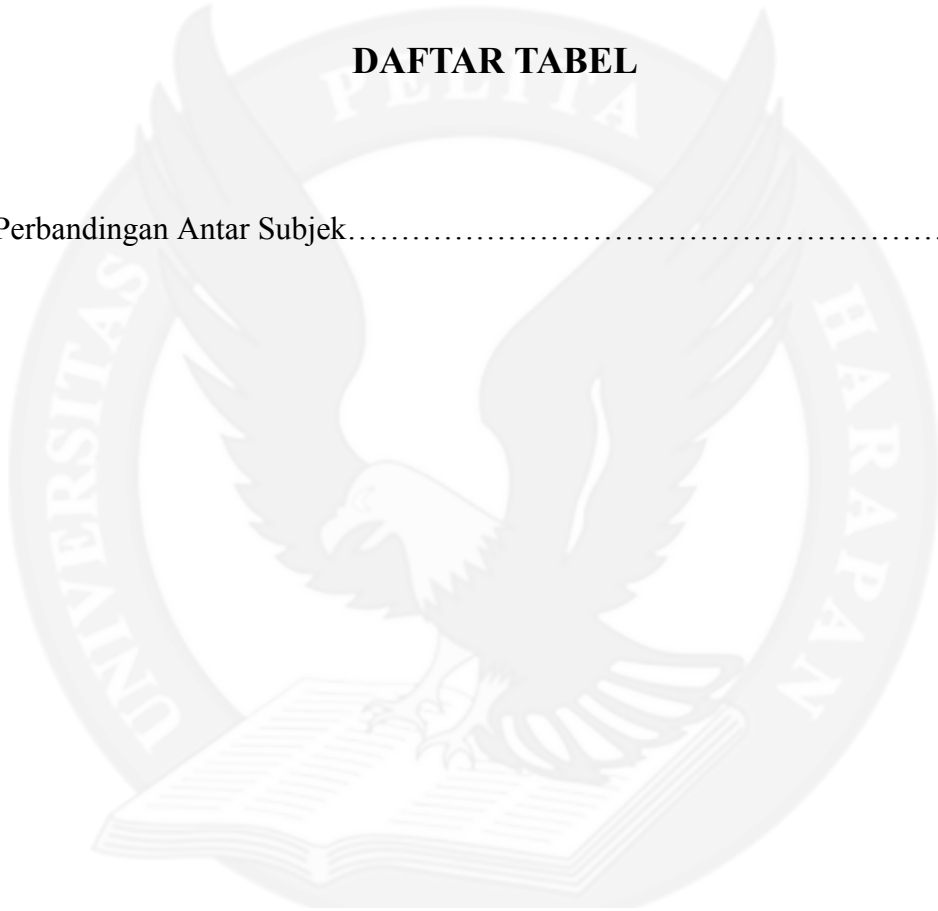 DAFTAR TABEL
Perbandingan Antar Subjek……………………………………………………
UNIVERSITAS PELITA HARAPAN